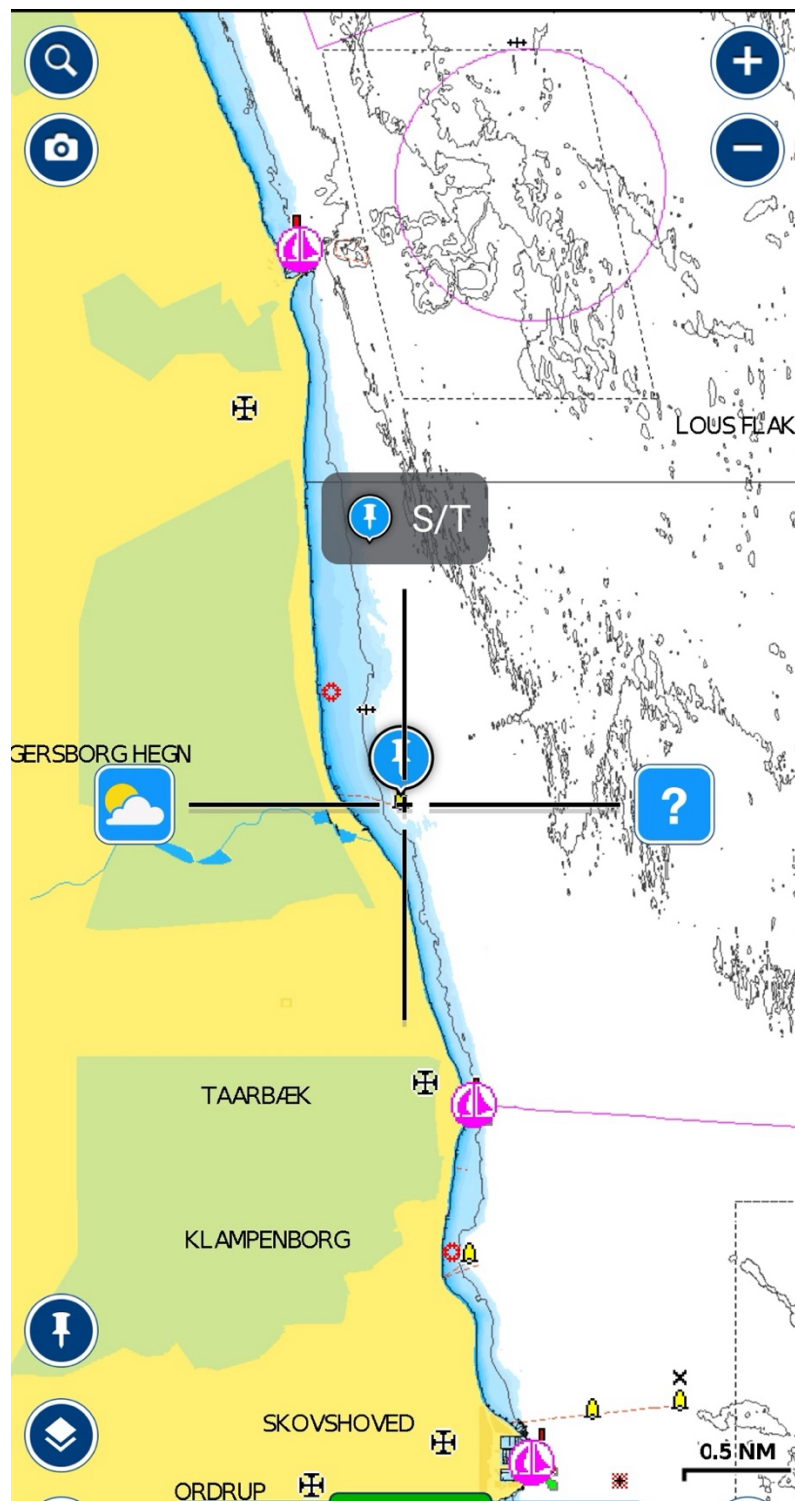 LOUS FLAK
S/T
GERSBORG HEGN
?
TAARBÆK
KLAMPENBORG
SKOVSHOVED
0.5 NM
ORDRUP